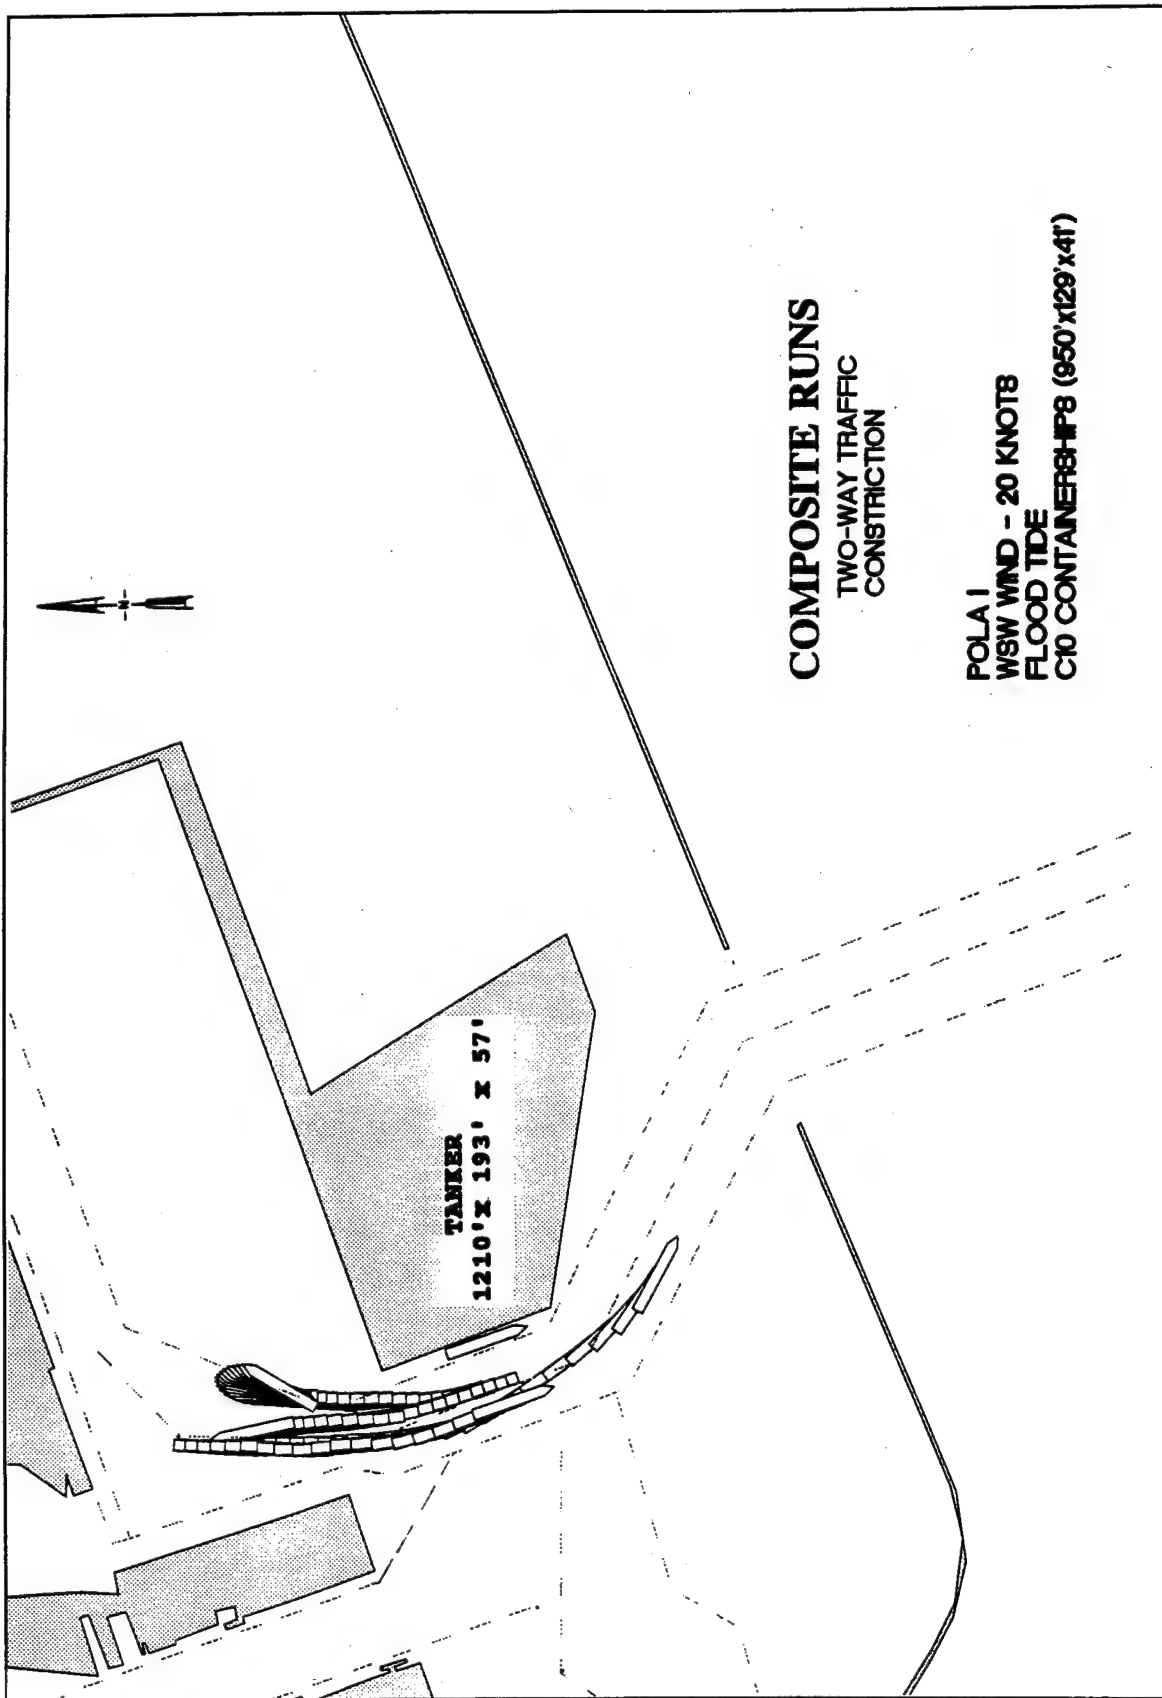 N
TANKER
1210'X 193' X 57'
COMPOSITE RUNS
TWO-WAY TRAFFIC
CONSTRICTION
POLA I
WSW WIND - 20 KNOTS
FLOOD TIDE
C10 CONTAINERSHIPS (950'x129'x41')